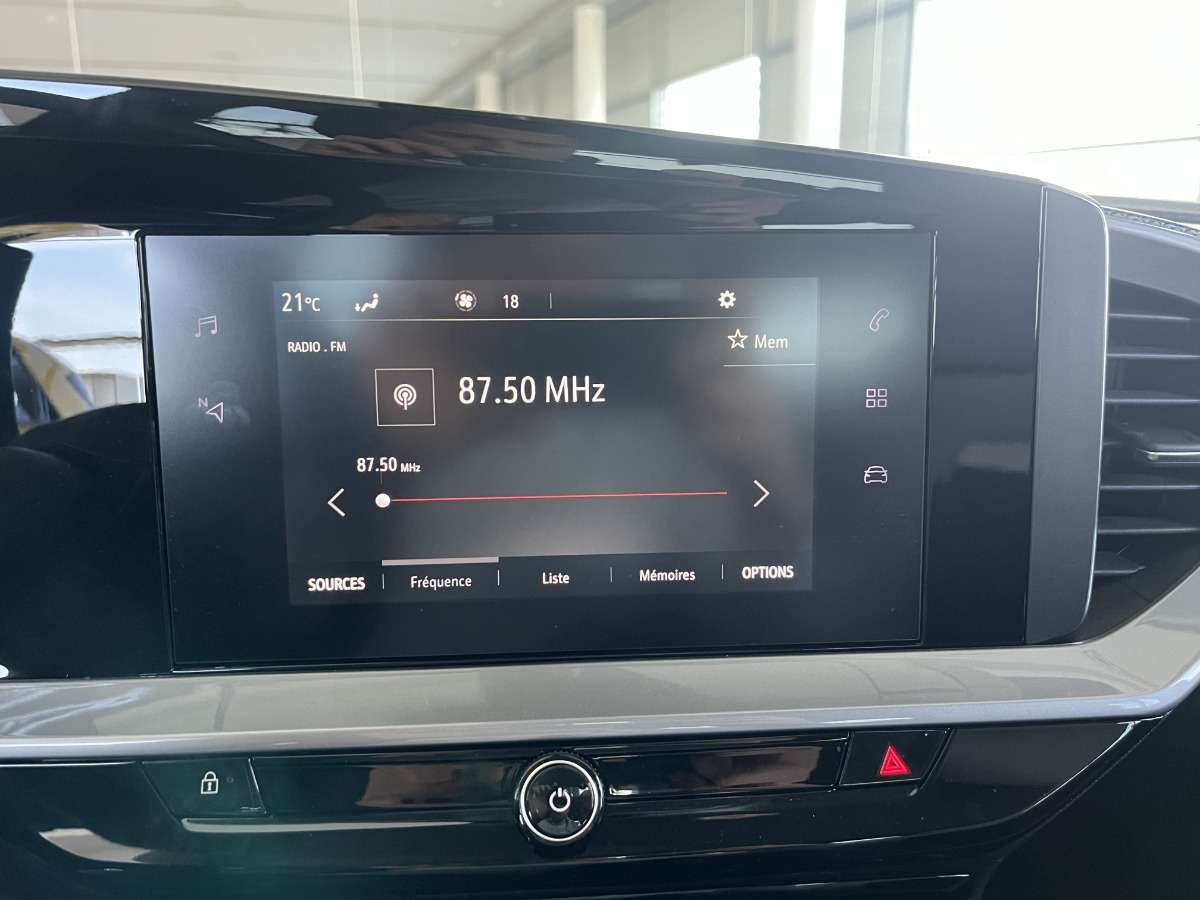 21°C 18
RADIO . FM
Mem
87.50 MHz
87.50 MHz
N
SOURCES Fréquence Liste Mémoires OPTIONS